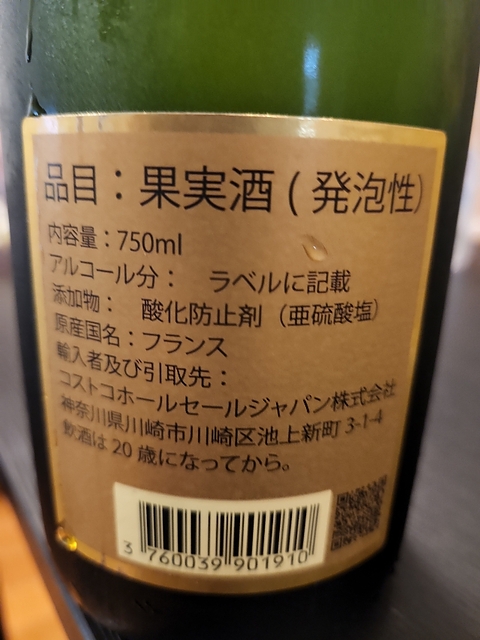 品目：果実酒(発泡性)
内容量：750ml
アルコール分： ラベルに記載
添加物： 酸化防止剤（亜硫酸塩）
原産国名：フランス
輸入者及び引取先：
コストコホールセールジャパン株式会社
神奈川県川崎市川崎区池上新町 3-1-4
飲酒は 20 歳になってから。
3 760039 901910